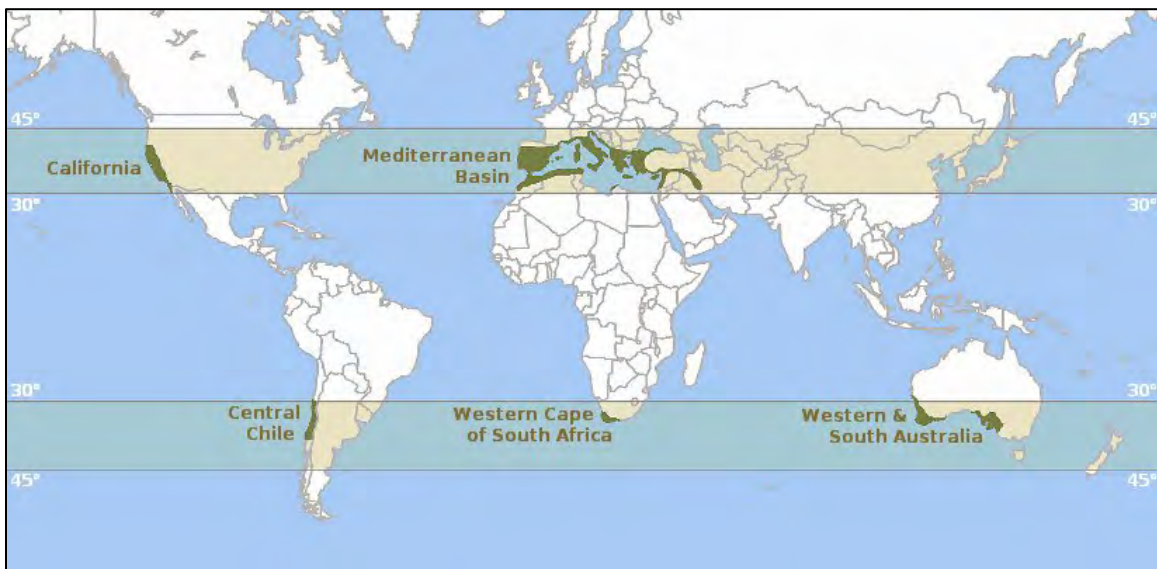 45°
45°
California
Mediterranean
Basin
30°
30°
30°
30°
Central
Chile
Western Cape
of South Africa
Western &
South Australia
45°
45°